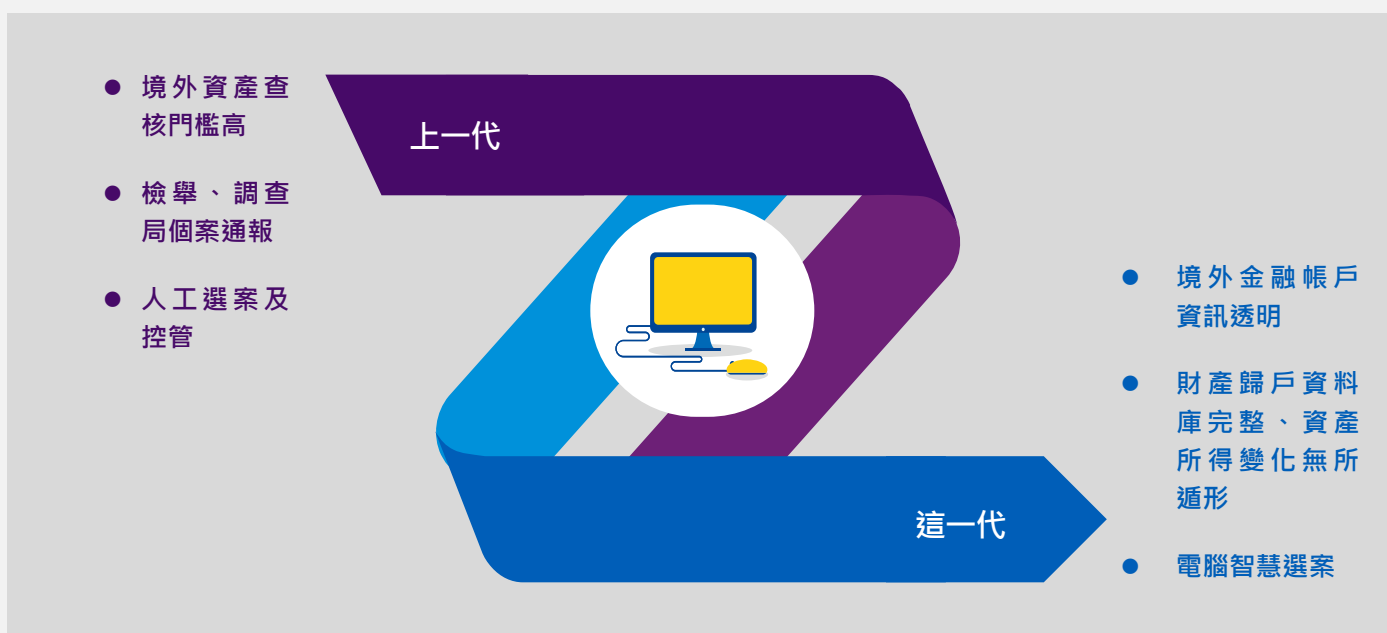 境外資產查
核門檻高
檢舉、調查
局個案通報
人工選案及
控管
上一代
境外金融帳戶
資訊透明
財產歸戶資料
庫完整、資產
所得變化無所
遁形
電腦智慧選案
這一代